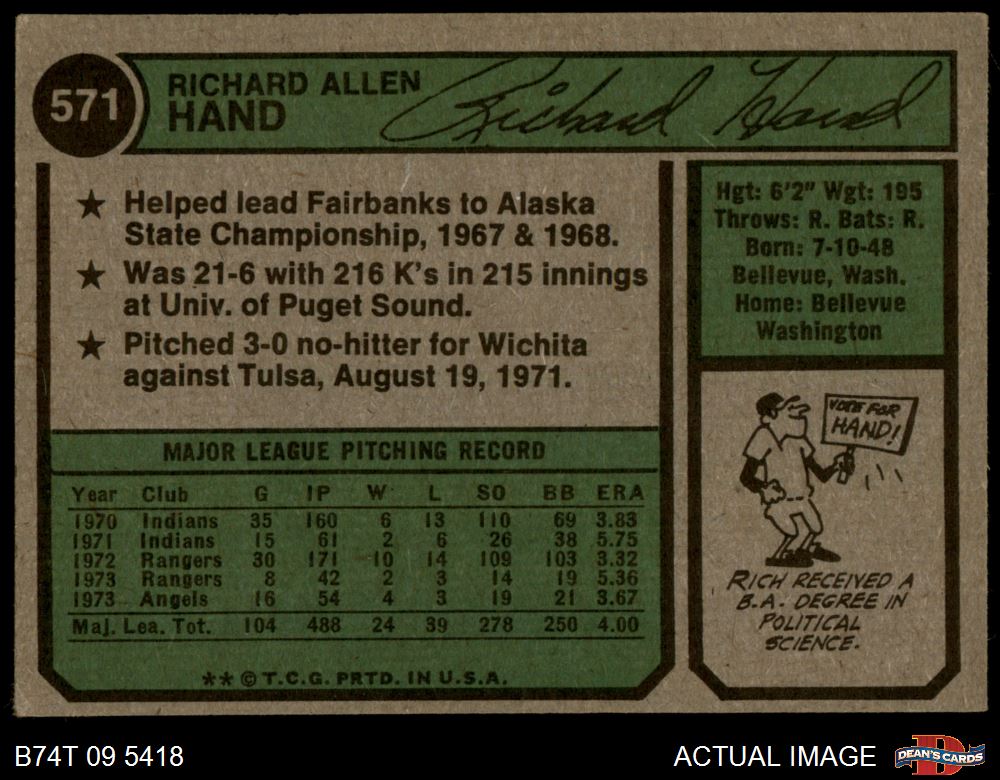 571
RICHARD ALLEN
HAND
Richard Hand
★ Helped lead Fairbanks to Alaska
State Championship, 1967 & 1968.
★ Was 21-6 with 216 K's in 215 innings
at Univ. of Puget Sound.
★ Pitched 3-0 no-hitter for Wichita
against Tulsa, August 19, 1971.
MAJOR LEAGUE PITCHING RECORD
Year Club G IP W L SO BB ERA
1970 Indians 35 160 6 13 110 69 3.83
1971 Indians 15 61 2 6 26 38 5.75
1972 Rangers 30 171 10 14 109 103 3.32
1973 Rangers 8 42 2 3 14 19 5.36
1973 Angels 16 54 4 3 19 21 3.67
Maj. Lea. Tot. 104 488 24 39 278 250 4.00
** © T.C.G. PRTD. IN U.S.A.
Hgt: 6'2" Wgt: 195
Throws: R. Bats: R.
Born: 7-10-48
Bellevue, Wash.
Home: Bellevue
Washington
VOTE FOR
HAND!
RICH RECEIVED A
B.A. DEGREE IN
POLITICAL
SCIENCE.
B74T 09 5418
ACTUAL IMAGE
D
DEAN'S CARDS